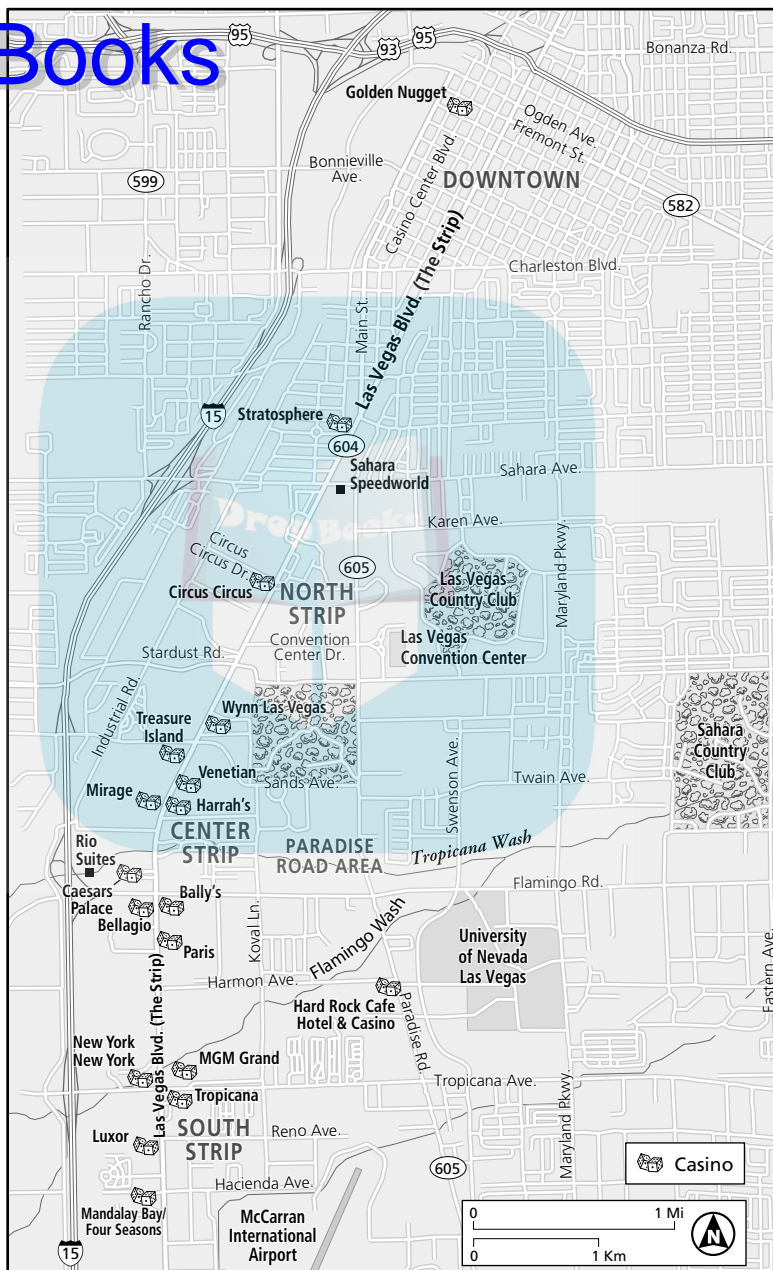 Books
95
93
95
Bonanza Rd.
Golden Nugget
Ogden Ave.
Fremont St.
Casino Center Blvd.
Bonnieville
Ave.
599
DOWNTOWN
582
Rancho Dr.
Charleston Blvd.
Main St.
Las Vegas Blvd. (The Strip)
15
Stratosphere
604
Sahara
Speedworld
Sahara Ave.
Drop Books
Karen Ave.
Circus
Circus Dr.
605
Circus Circus
NORTH
STRIP
Las Vegas
Country Club
Maryland Pkwy.
Convention
Center Dr.
Las Vegas
Convention Center
Stardust Rd.
Industrial Rd.
Wynn Las Vegas
Treasure
Island
Sahara
Country
Club
Venetian
Sands Ave.
Swenson Ave.
Twain Ave.
Mirage
Harrah's
CENTER
STRIP
PARADISE
ROAD AREA
Tropicana Wash
Rio
Suites
Flamingo Rd.
Caesars
Palace
Bally's
Bellagio
Koval Ln.
Flamingo Wash
University
of Nevada
Las Vegas
Paris
Eastern Ave.
Harmon Ave.
Las Vegas Blvd. (The Strip)
Hard Rock Cafe
Hotel & Casino
Paradise Rd.
New York
New York
MGM Grand
Tropicana Ave.
Tropicana
Maryland Pkwy.
Luxor
SOUTH
STRIP
Reno Ave.
605
Casino
Hacienda Ave.
Mandalay Bay/
Four Seasons
McCarran
International
Airport
0
1 Mi
0
1 Km
N
15